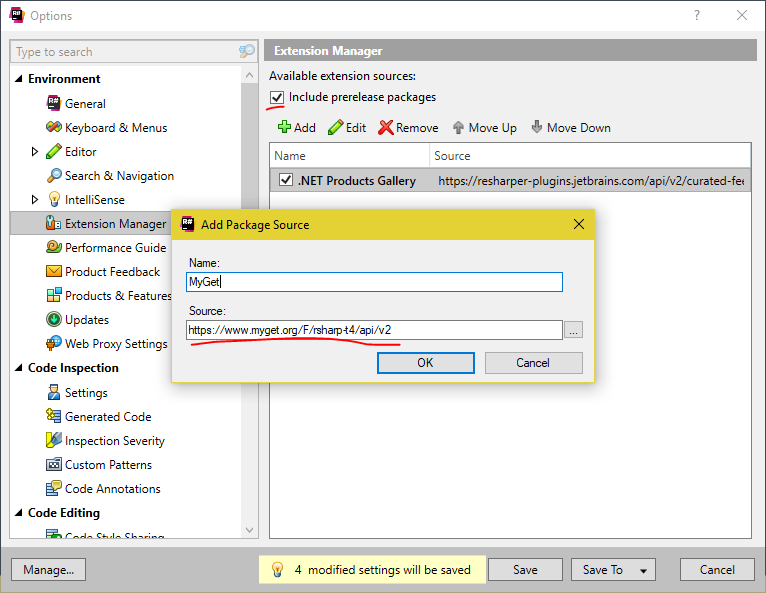 Options
Type to search
Environment
General
Keyboard & Menus
Editor
Search & Navigation
IntelliSense
Extension Manager
Performance Guide
Product Feedback
Products & Features
Updates
Web Proxy Settings
Code Inspection
Settings
Generated Code
Inspection Severity
Custom Patterns
Code Annotations
Code Editing
Code Style Sharing
Extension Manager
Available extension sources:
Include prerelease packages
Add Edit Remove Move Up Move Down
Name Source
.NET Products Gallery https://resharper-plugins.jetbrains.com/api/v2/curated-fee
Add Package Source
Name:
MyGet
Source:
https://www.myget.org/F/rsharp-t4/api/v2
...
OK Cancel
Manage... 4 modified settings will be saved Save Save To Cancel